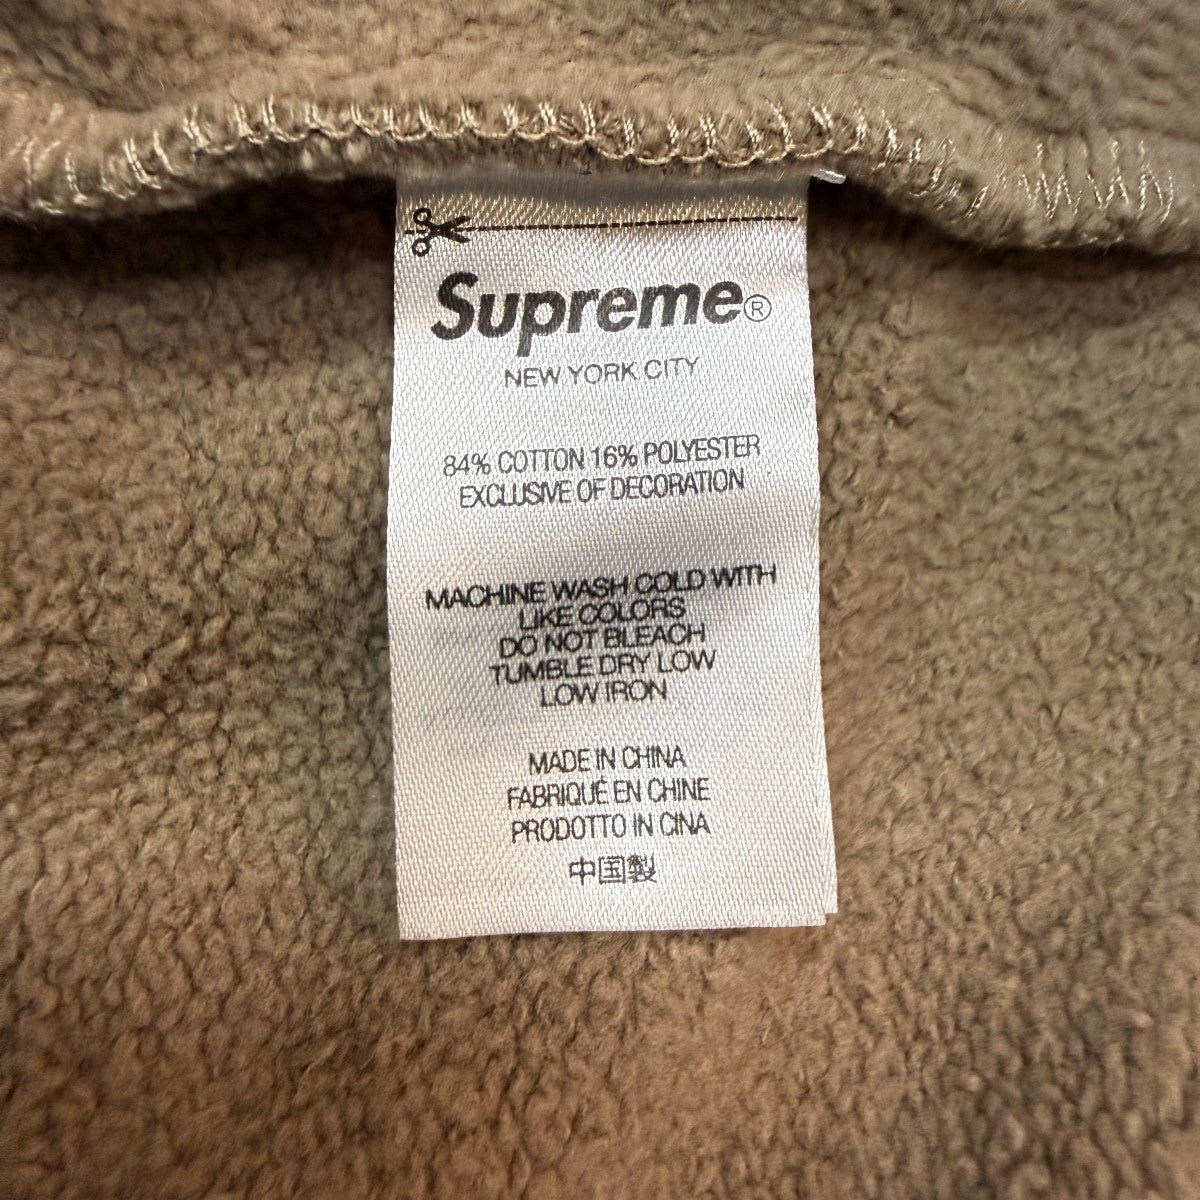 Supreme®
NEW YORK CITY
84% COTTON 16% POLYESTER
EXCLUSIVE OF DECORATION
MACHINE WASH COLD WITH
LIKE COLORS
DO NOT BLEACH
TUMBLE DRY LOW
LOW IRON
MADE IN CHINA
FABRIQUÉ EN CHINE
PRODOTTO IN CINA
中国製